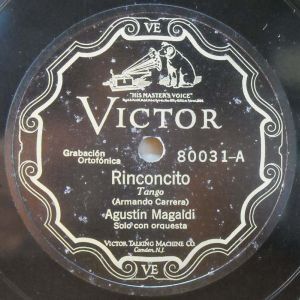 VE
"HIS MASTER'S VOICE"
VICTOR
Grabación
Ortofónica
80031-A
Rinconcito
Tango
(Armando Carrera)
Agustin Magaldi
Solo con orquesta
VICTOR TALKING MACHINE CO.
Camden, N.J.
VE